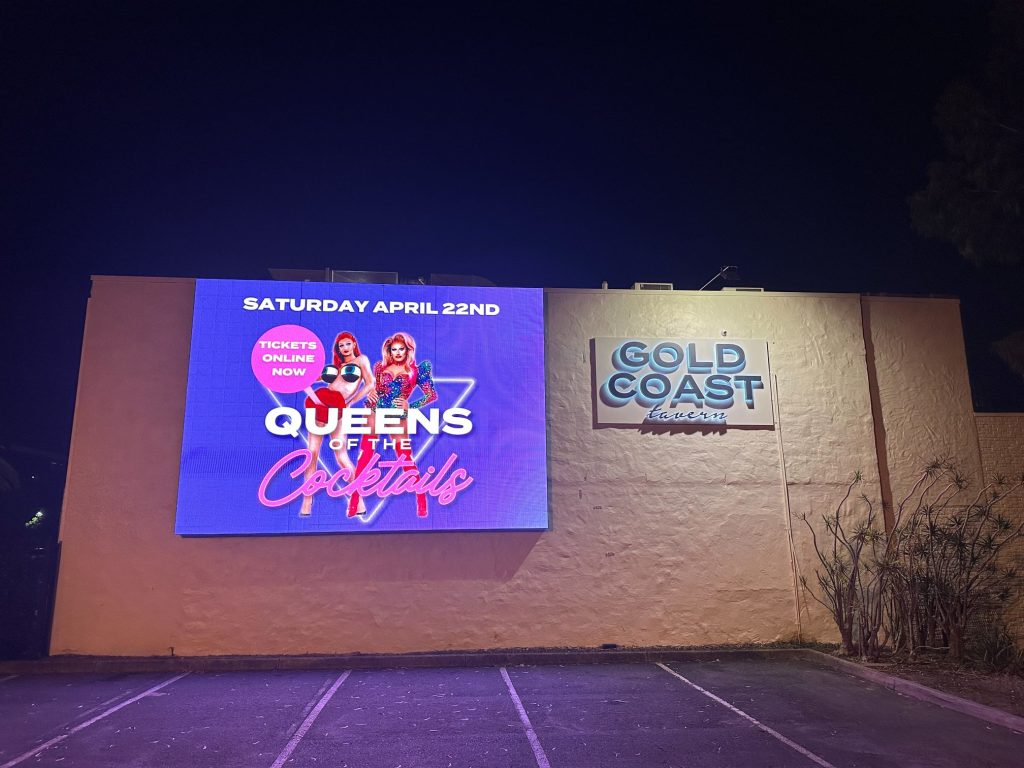 SATURDAY APRIL 22ND
TICKETS
ONLINE
NOW
QUEENS
OF THE
Cocktails
GOLD
COAST
tavern